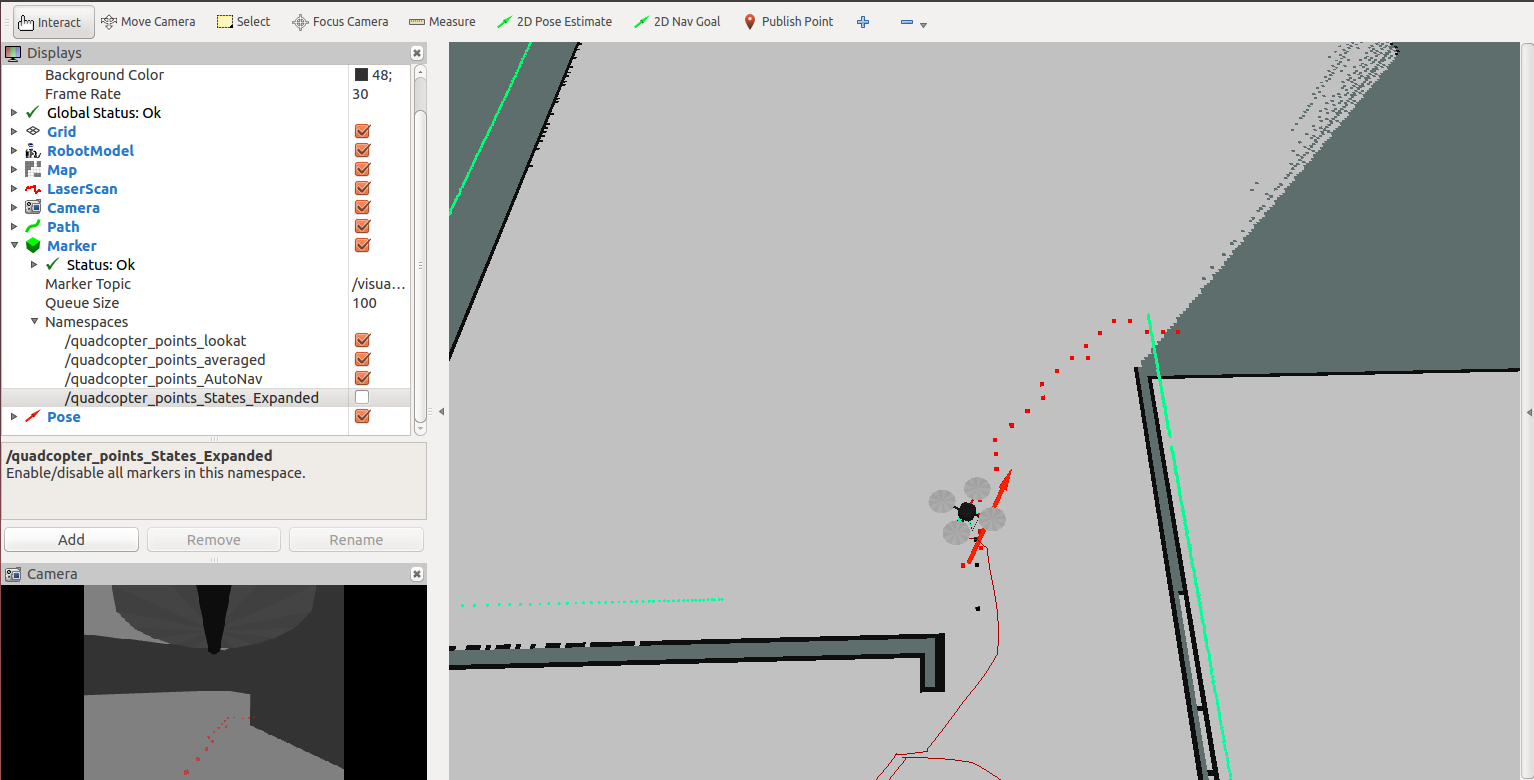 Interact Move Camera Select Focus Camera Measure 2D Pose Estimate 2D Nav Goal Publish Point
Displays
Background Color 48;
Frame Rate 30
Global Status: Ok
Grid
RobotModel
Map
LaserScan
Camera
Path
Marker
Status: Ok
Marker Topic /visua...
Queue Size 100
Namespaces
/quadcopter_points_lookat
/quadcopter_points_averaged
/quadcopter_points_AutoNav
/quadcopter_points_States_Expanded
Pose
/quadcopter_points_States_Expanded
Enable/disable all markers in this namespace.
Add Remove Rename
Camera